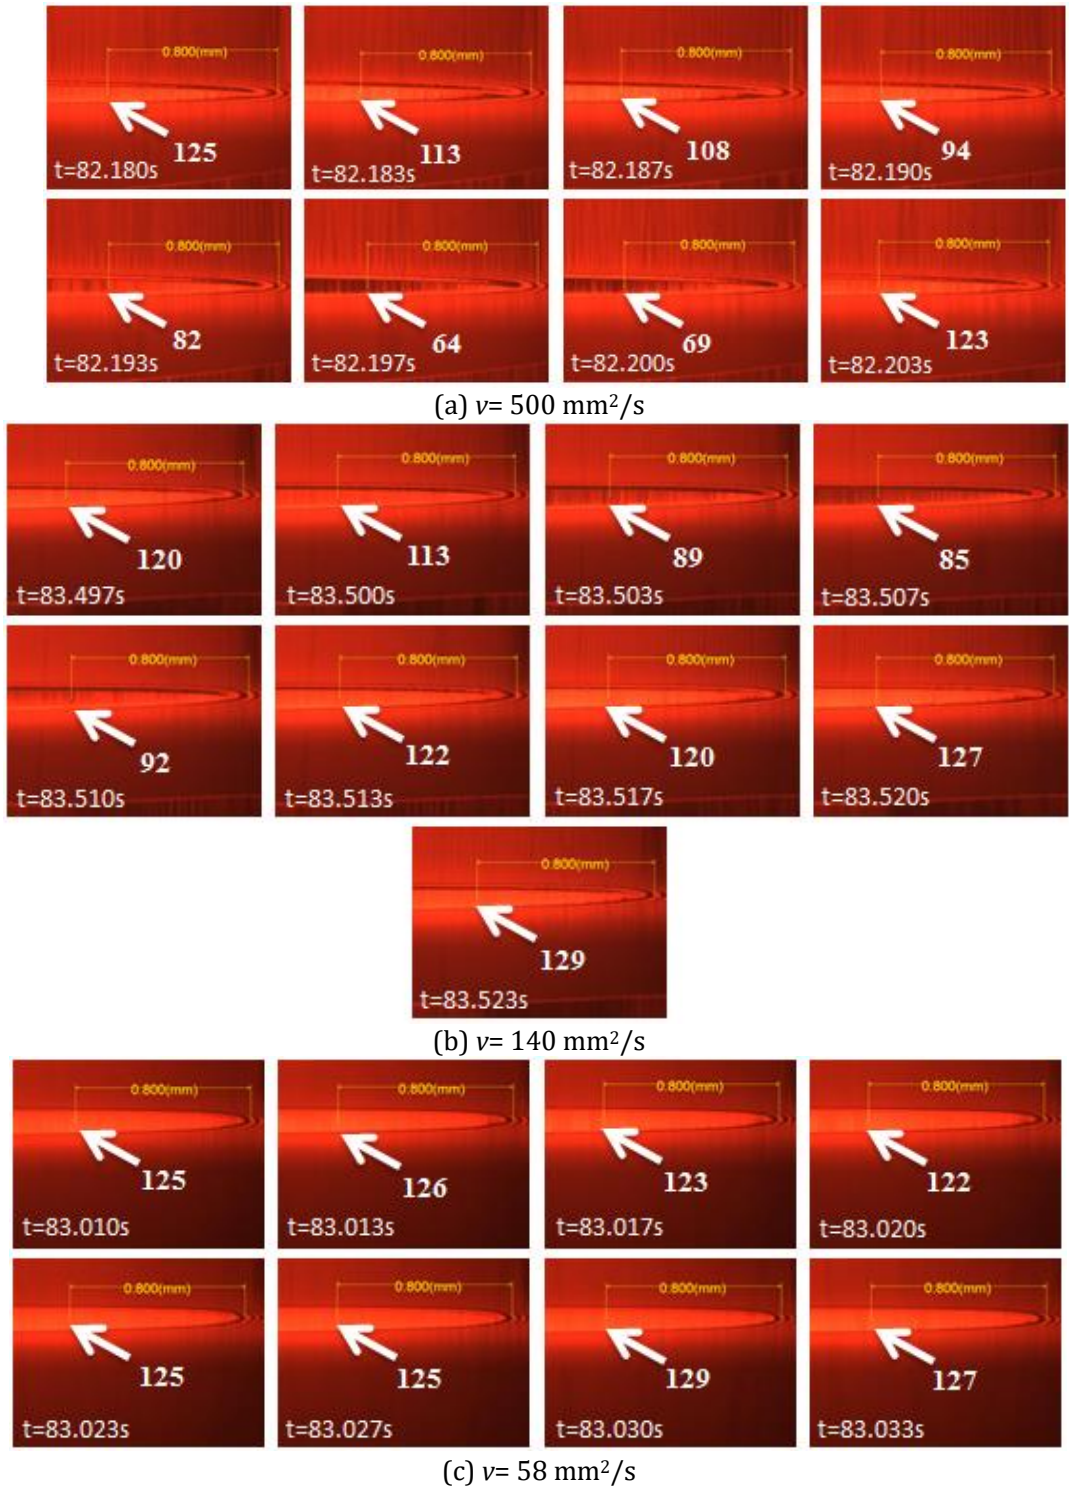 0.800(mm) 0.800(mm) 0.800(mm) 0.800(mm)
125 113 108 94
t=82.180s t=82.183s t=82.187s t=82.190s
0.800(mm) 0.800(mm) 0.800(mm) 0.800(mm)
82 64 69 123
t=82.193s t=82.197s t=82.200s t=82.203s
(a) v= 500 mm²/s
0.800(mm) 0.800(mm) 0.800(mm) 0.800(mm)
120 113 89 85
t=83.497s t=83.500s t=83.503s t=83.507s
0.800(mm) 0.800(mm) 0.800(mm) 0.800(mm)
92 122 120 127
t=83.510s t=83.513s t=83.517s t=83.520s
0.800(mm)
129
t=83.523s
(b) v= 140 mm²/s
0.800(mm) 0.800(mm) 0.800(mm) 0.800(mm)
125 126 123 122
t=83.010s t=83.013s t=83.017s t=83.020s
0.800(mm) 0.800(mm) 0.800(mm) 0.800(mm)
125 125 129 127
t=83.023s t=83.027s t=83.030s t=83.033s
(c) v= 58 mm²/s